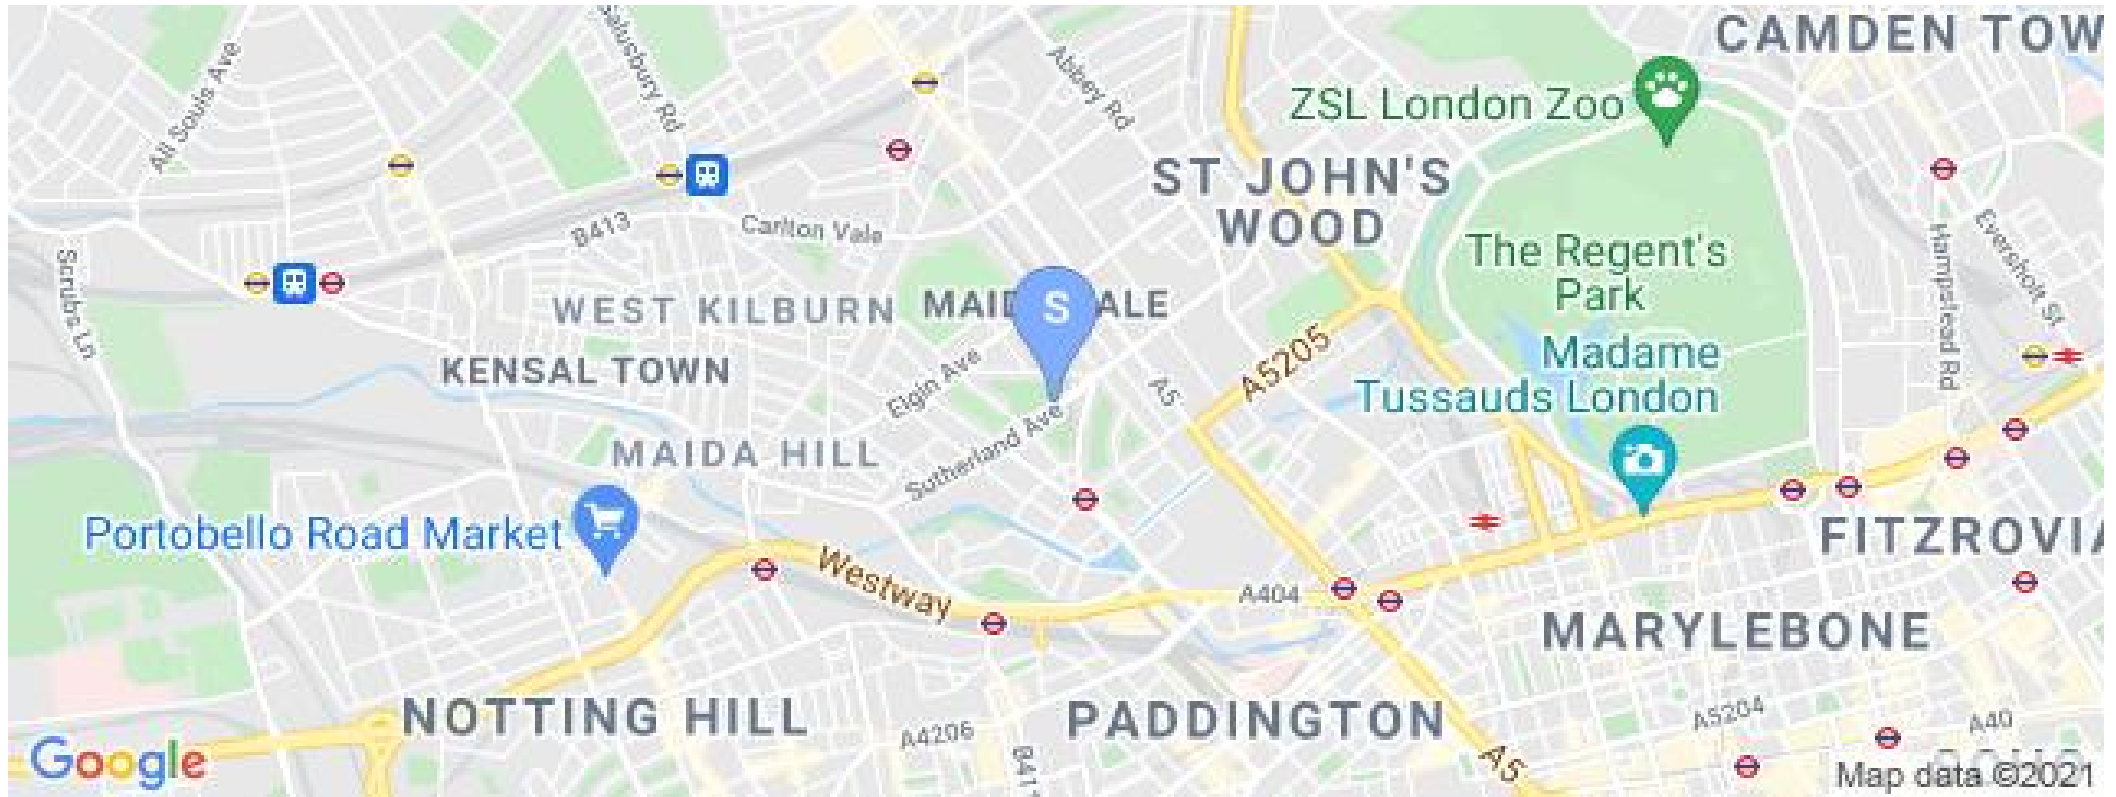 CAMDEN TOW
All Souls Ave
Salusbury Rd
Abbey Rd
ZSL London Zoo
ST JOHN'S
WOOD
B413
Carlton Vale
The Regent's
Park
Hampstead Rd
Eversholt St
Scrubs Ln
WEST KILBURN
MAID
S
ALE
KENSAL TOWN
Elgin Ave
A5
A5205
Madame
Tussauds London
Sutherland Ave
MAIDA HILL
Portobello Road Market
Westway
A404
FITZROVIA
MARYLEBONE
NOTTING HILL
PADDINGTON
A4206
B411
A5
A5204
A40
Google
Map data ©2021